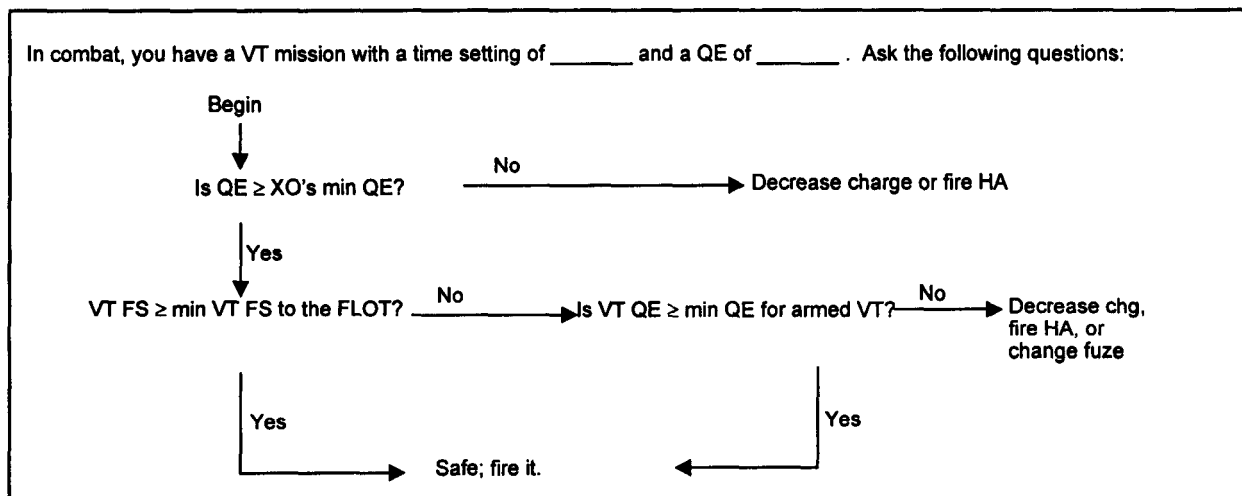 In combat, you have a VT mission with a time setting of ______ and a QE of ______ . Ask the following questions:
Begin
Is QE ≥ XO's min QE?
No
Decrease charge or fire HA
Yes
VT FS ≥ min VT FS to the FLOT?
No
Is VT QE ≥ min QE for armed VT?
No
Decrease chg,
fire HA, or
change fuze
Yes
Yes
Safe; fire it.